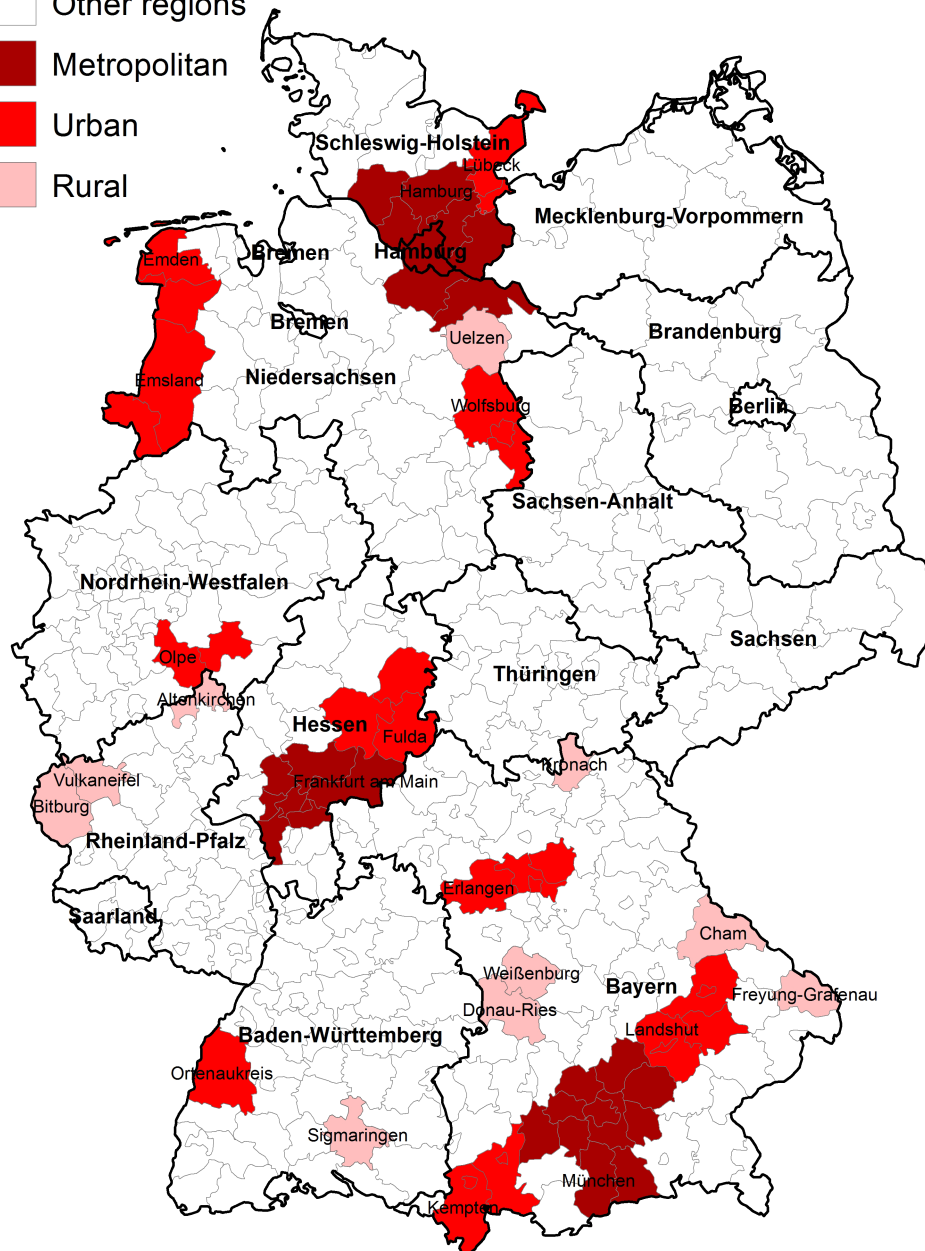 Other regions
Metropolitan
Urban
Rural
Schleswig-Holstein
Lübeck
Hamburg
Mecklenburg-Vorpommern
Emden
Bremen
Hamburg
Bremen
Uelzen
Brandenburg
Emsland
Niedersachsen
Wolfsburg
Berlin
Sachsen-Anhalt
Nordrhein-Westfalen
Sachsen
Olpe
Thüringen
Altenkirchen
Hessen
Fulda
Kronach
Vulkaneifel
Frankfurt am Main
Bitburg
Rheinland-Pfalz
Erlangen
Saarland
Cham
Weißenburg
Bayern
Freyung-Grafenau
Donau-Ries
Landshut
Baden-Württemberg
Ortenaukreis
Sigmaringen
München
Kempten